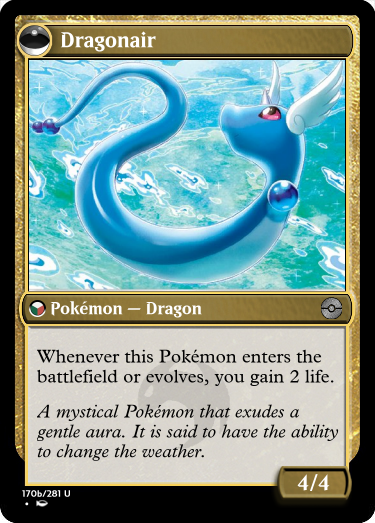 Dragonair
Pokémon — Dragon
Whenever this Pokémon enters the
battlefield or evolves, you gain 2 life.
A mystical Pokémon that exudes a
gentle aura. It is said to have the ability
to change the weather.
4/4
170b/281 U